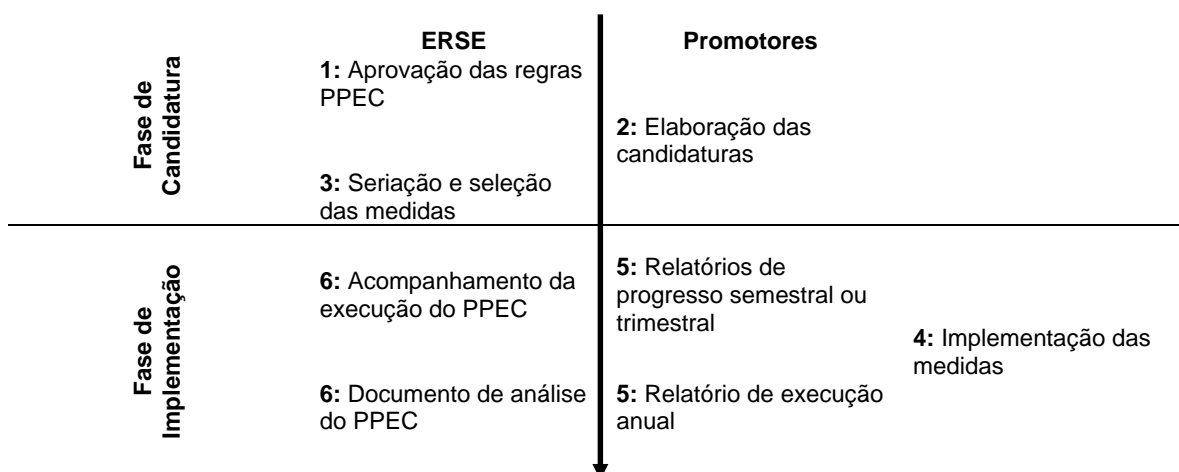 ERSE
Promotores
Fase de
Candidatura
1: Aprovação das regras
PPEC
2: Elaboração das
candidaturas
3: Seriação e seleção
das medidas
Fase de
Implementação
6: Acompanhamento da
execução do PPEC
5: Relatórios de
progresso semestral ou
trimestral
4: Implementação das
medidas
6: Documento de análise
do PPEC
5: Relatório de execução
anual